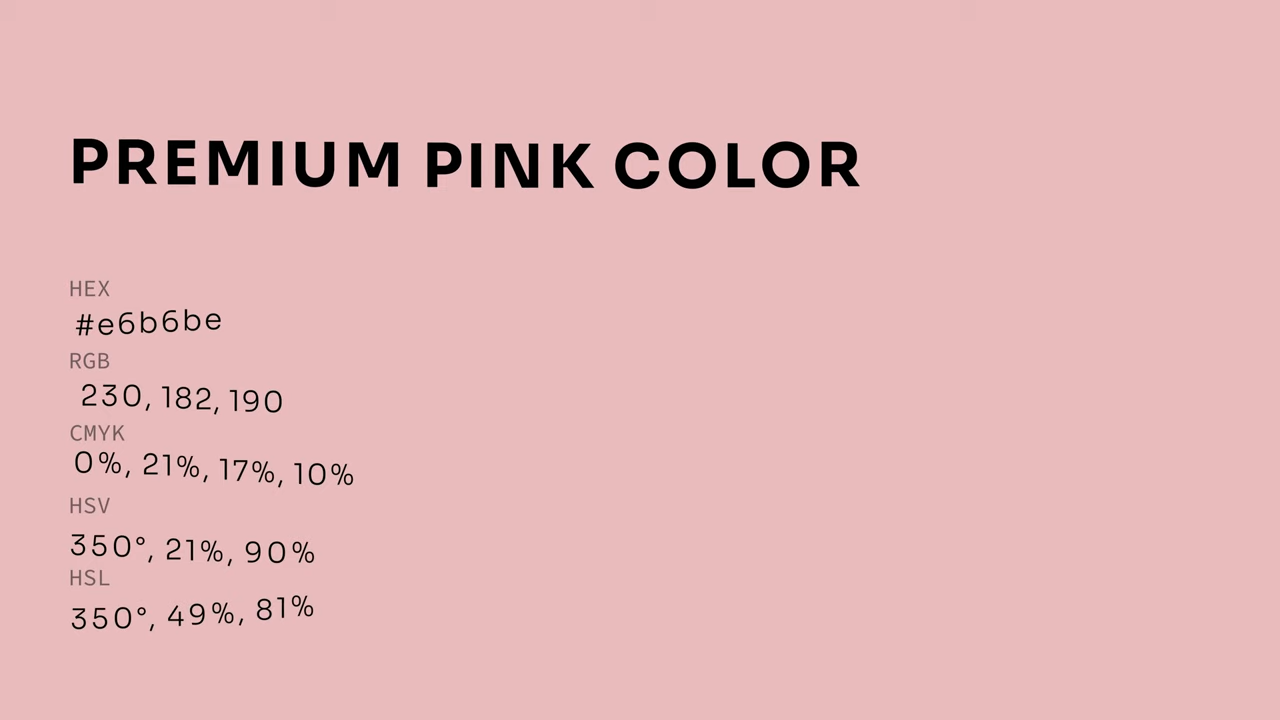 PREMIUM PINK COLOR
HEX
#e6b6be
RGB
230, 182, 190
CMYK
0%, 21%, 17%, 10%
HSV
350°, 21%, 90%
HSL
350°, 49%, 81%